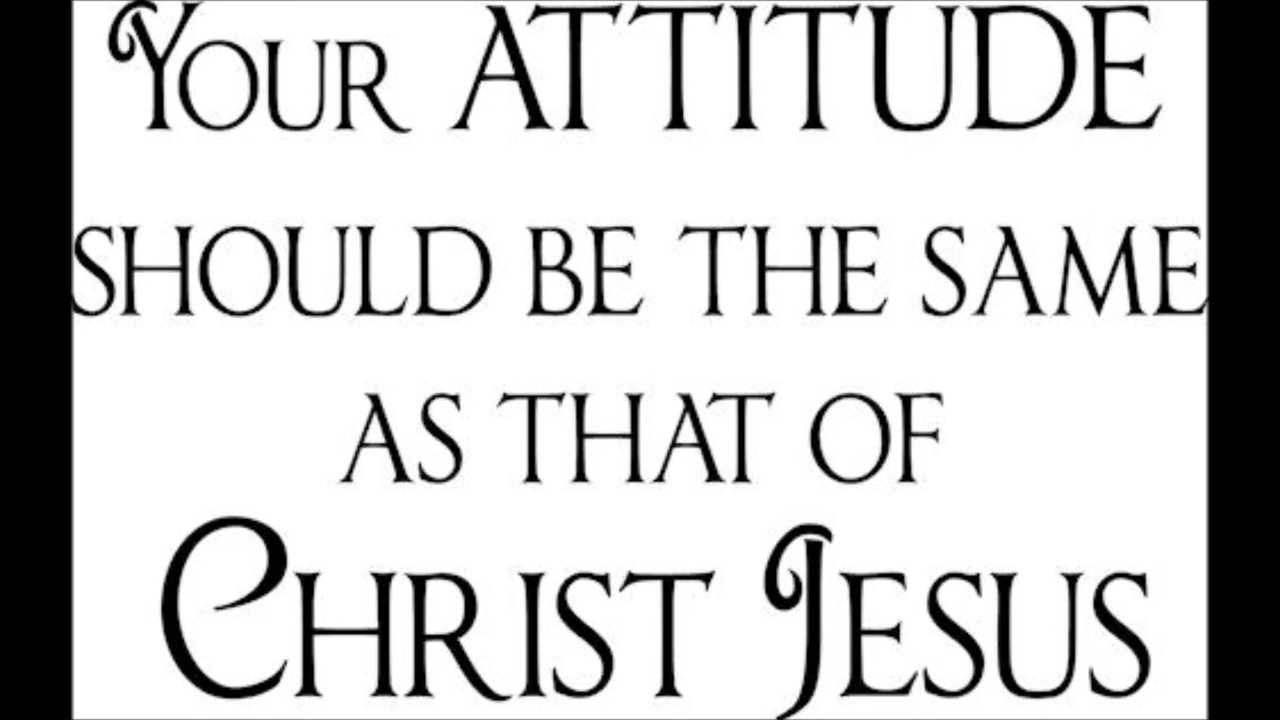 Your ATTITUDE
SHOULD BE THE SAME
AS THAT OF
CHRIST JESUS